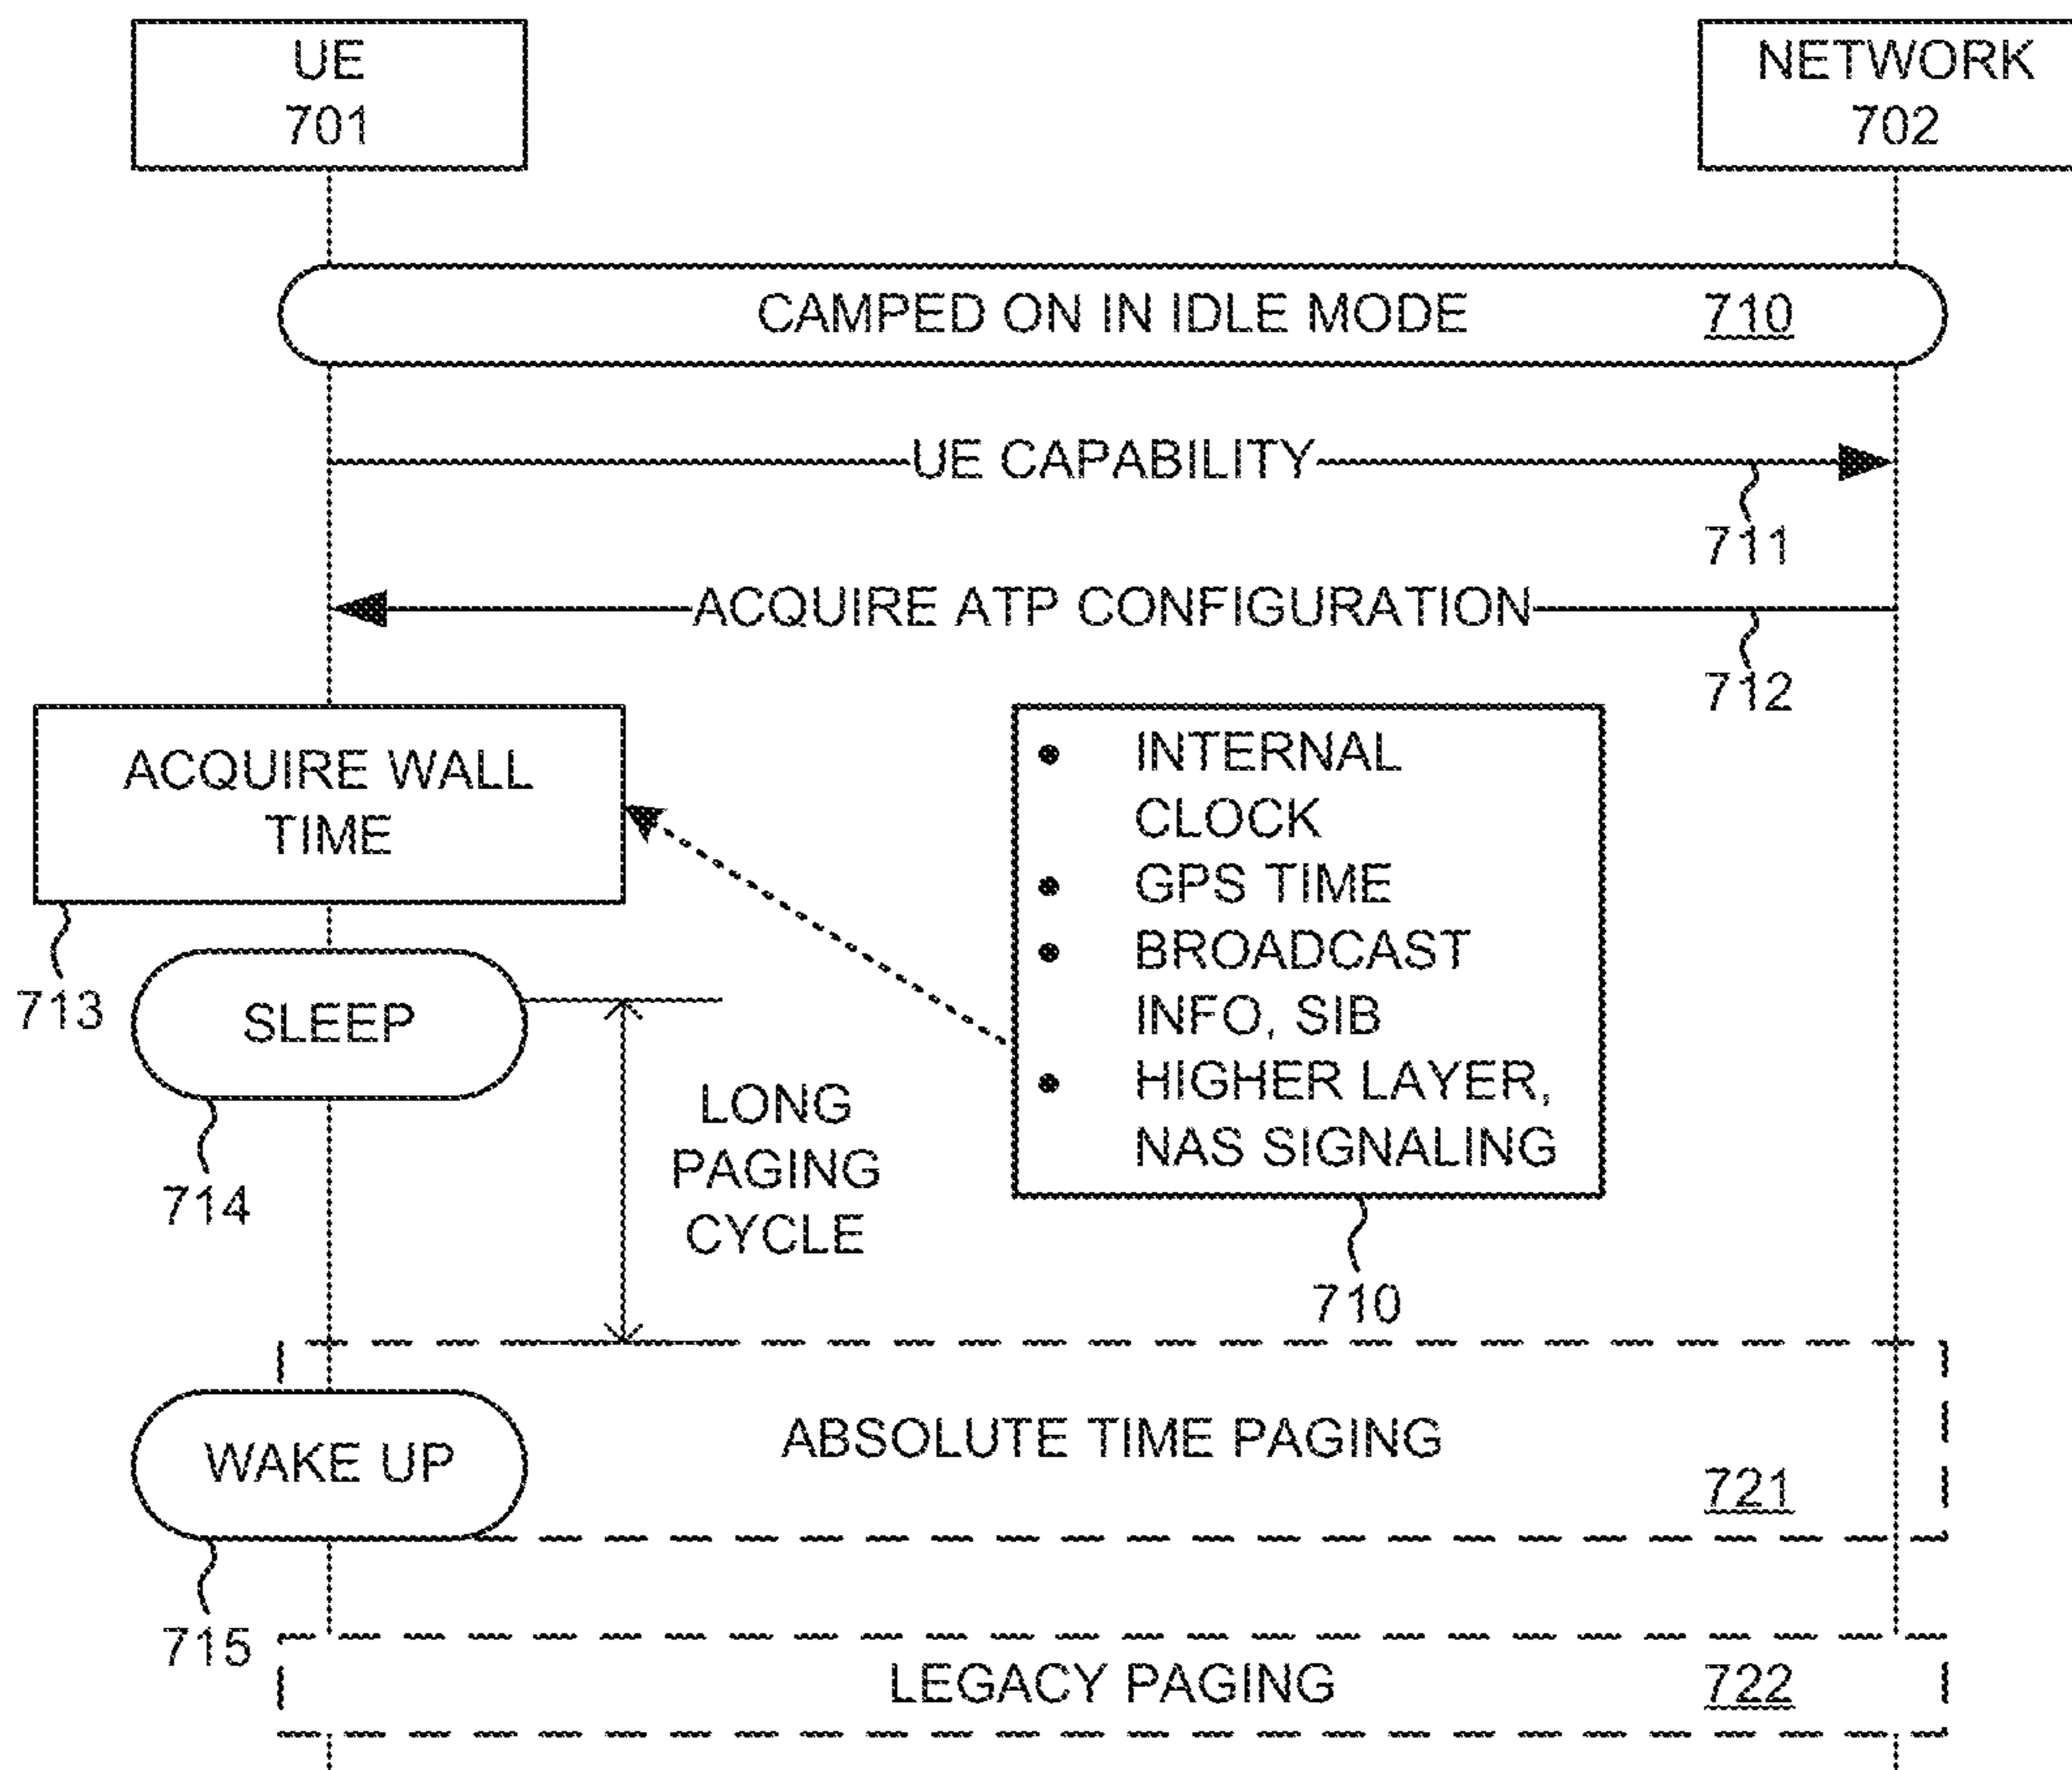 UE
701
NETWORK
702
CAMPED ON IN IDLE MODE 710
UE CAPABILITY
711
ACQUIRE ATP CONFIGURATION
712
ACQUIRE WALL
TIME
713
• INTERNAL
CLOCK
• GPS TIME
• BROADCAST
INFO, SIB
• HIGHER LAYER,
NAS SIGNALING
710
SLEEP
714
LONG
PAGING
CYCLE
WAKE UP
715
ABSOLUTE TIME PAGING
721
LEGACY PAGING 722